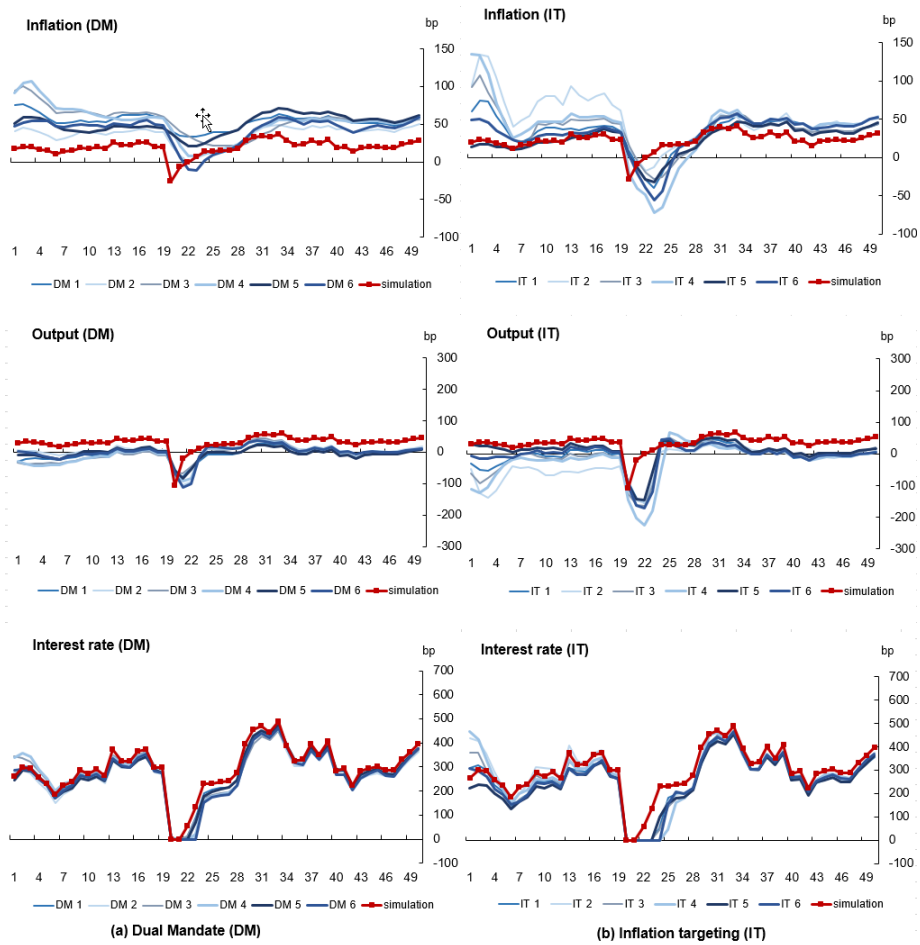 Inflation (DM)
bp
150
100
50
0
-50
-100
1 4 7 10 13 16 19 22 25 28 31 34 37 40 43 46 49
DM 1 DM 2 DM 3 DM 4 DM 5 DM 6 simulation
Inflation (IT)
bp
150
100
50
0
-50
-100
1 4 7 10 13 16 19 22 25 28 31 34 37 40 43 46 49
IT 1 IT 2 IT 3 IT 4 IT 5 IT 6 simulation
Output (DM)
bp
300
200
100
0
-100
-200
-300
1 4 7 10 13 16 19 22 25 28 31 34 37 40 43 46 49
DM 1 DM 2 DM 3 DM 4 DM 5 DM 6 simulation
Output (IT)
bp
300
200
100
0
-100
-200
-300
1 4 7 10 13 16 19 22 25 28 31 34 37 40 43 46 49
IT 1 IT 2 IT 3 IT 4 IT 5 IT 6 simulation
Interest rate (DM)
bp
700
600
500
400
300
200
100
0
-100
1 4 7 10 13 16 19 22 25 28 31 34 37 40 43 46 49
DM 1 DM 2 DM 3 DM 4 DM 5 DM 6 simulation
(a) Dual Mandate (DM)
Interest rate (IT)
bp
700
600
500
400
300
200
100
0
-100
1 4 7 10 13 16 19 22 25 28 31 34 37 40 43 46 49
IT 1 IT 2 IT 3 IT 4 IT 5 IT 6 simulation
(b) Inflation targeting (IT)